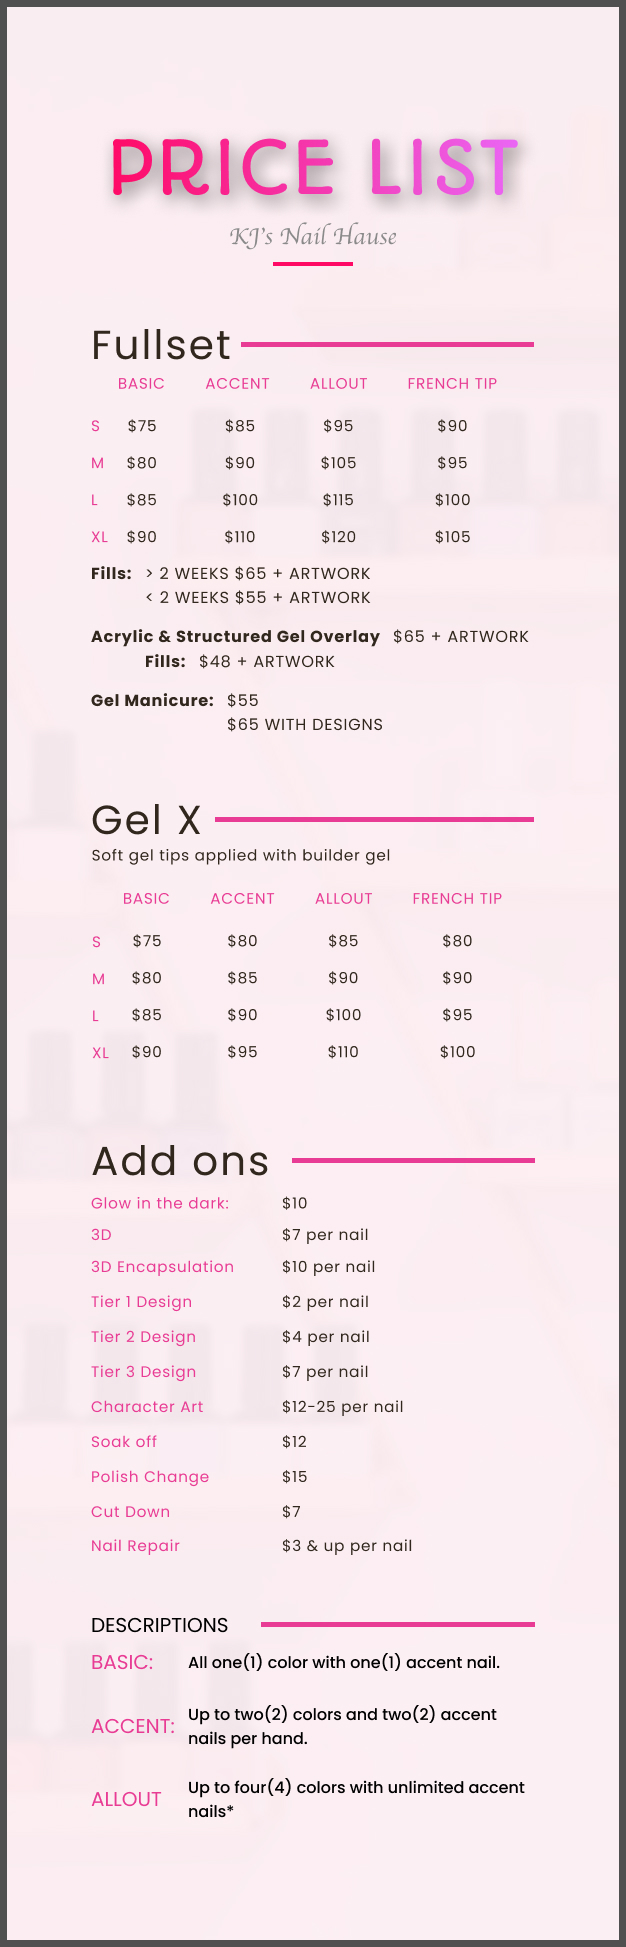 PRICE LIST
KJ's Nail Hause
Fullset
BASIC ACCENT ALLOUT FRENCH TIP
S $75 $85 $95 $90
M $80 $90 $105 $95
L $85 $100 $115 $100
XL $90 $110 $120 $105
Fills: > 2 WEEKS $65 + ARTWORK
< 2 WEEKS $55 + ARTWORK
Acrylic & Structured Gel Overlay $65 + ARTWORK
Fills: $48 + ARTWORK
Gel Manicure: $55
$65 WITH DESIGNS
Gel X
Soft gel tips applied with builder gel
BASIC ACCENT ALLOUT FRENCH TIP
S $75 $80 $85 $80
M $80 $85 $90 $90
L $85 $90 $100 $95
XL $90 $95 $110 $100
Add ons
Glow in the dark: $10
3D $7 per nail
3D Encapsulation $10 per nail
Tier 1 Design $2 per nail
Tier 2 Design $4 per nail
Tier 3 Design $7 per nail
Character Art $12-25 per nail
Soak off $12
Polish Change $15
Cut Down $7
Nail Repair $3 & up per nail
DESCRIPTIONS
BASIC: All one(1) color with one(1) accent nail.
ACCENT: Up to two(2) colors and two(2) accent
nails per hand.
ALLOUT Up to four(4) colors with unlimited accent
nails*